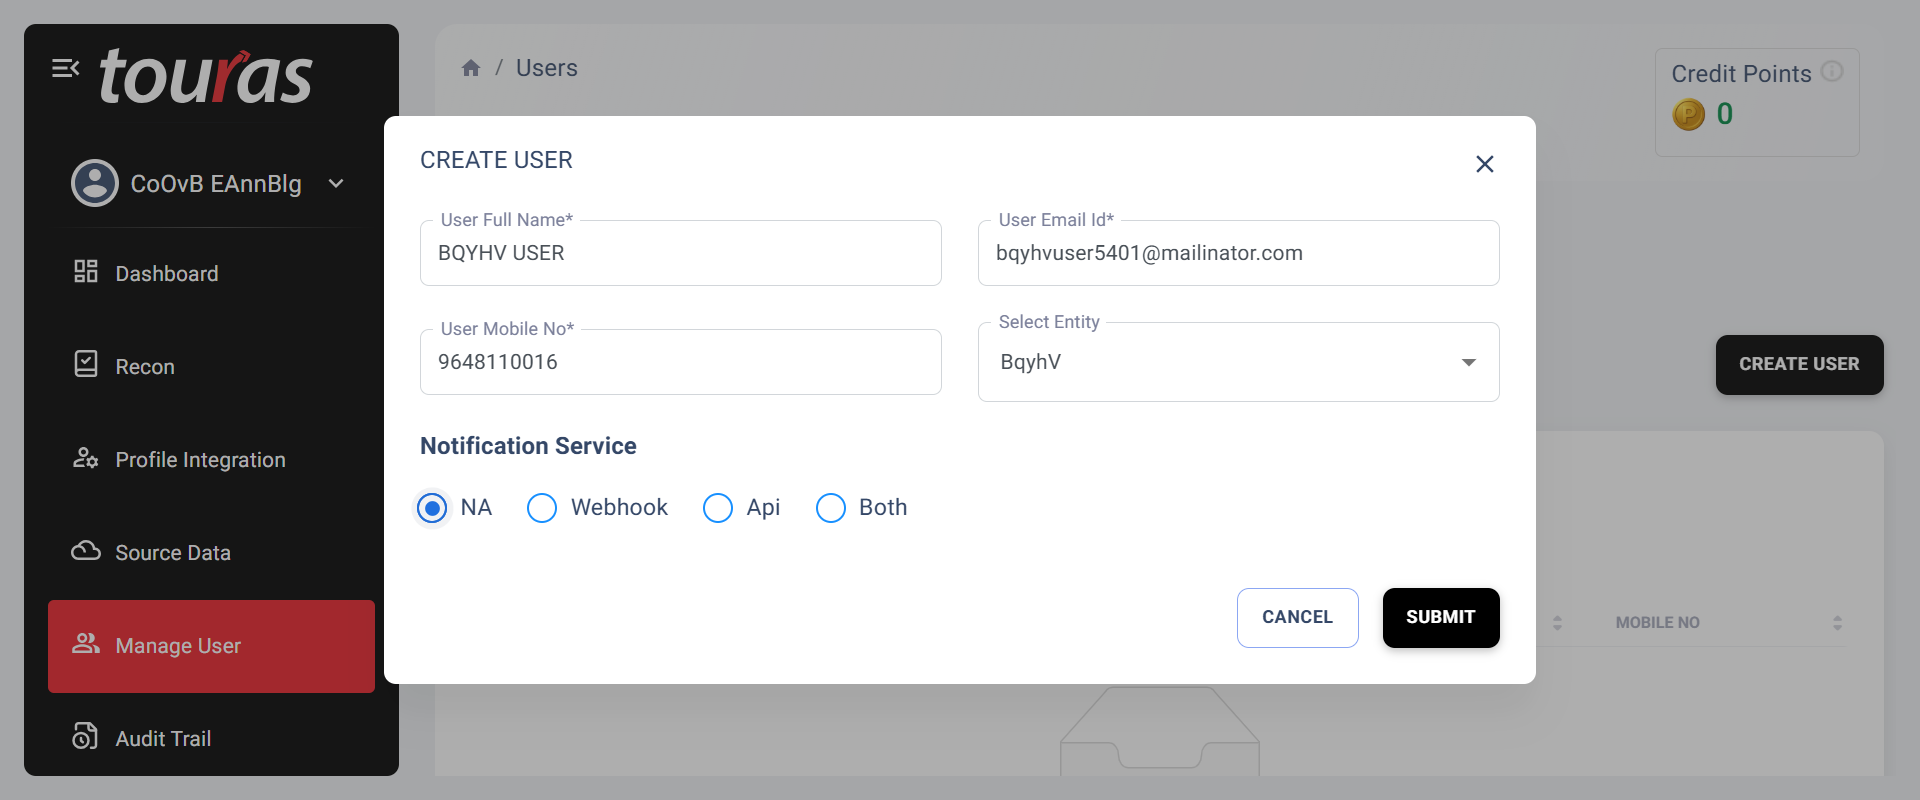 touras
/ Users
Credit Points
0
CoOvB EAnnBlg
Dashboard
Recon
Profile Integration
Source Data
Manage User
Audit Trail
CREATE USER
User Full Name*
BQYHV USER
User Email Id*
bqyhvuser5401@mailinator.com
User Mobile No*
9648110016
Select Entity
BqyhV
Notification Service
NA Webhook Api Both
CANCEL SUBMIT
CREATE USER
MOBILE NO